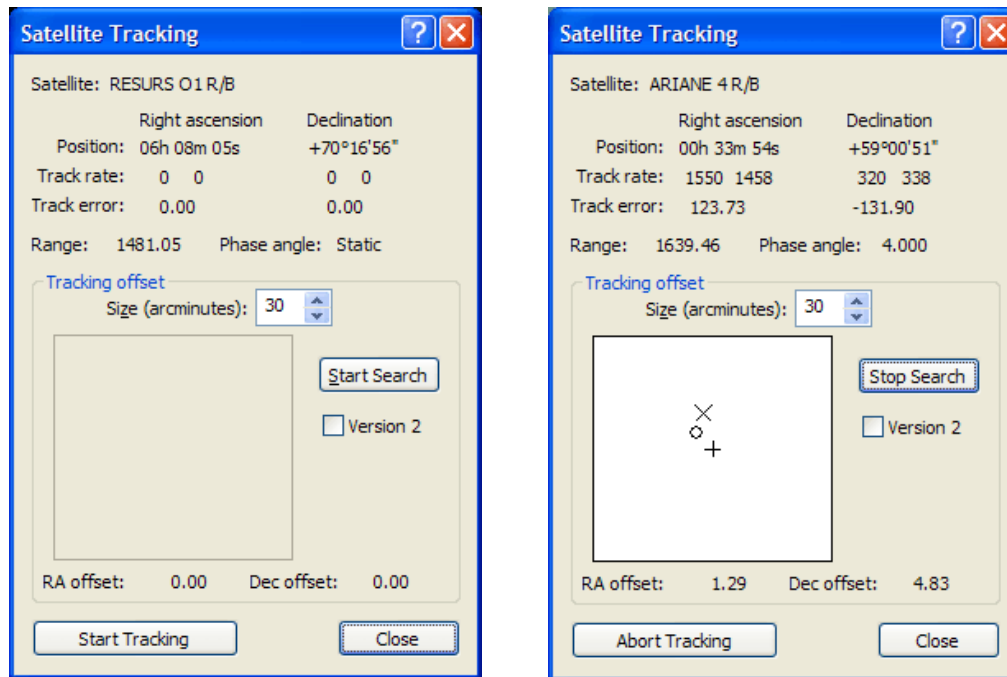 Satellite Tracking
Satellite: RESURS O1 R/B
Right ascension Declination
Position: 06h 08m 05s +70°16'56"
Track rate: 0 0 0 0
Track error: 0.00 0.00
Range: 1481.05 Phase angle: Static
Tracking offset
Size (arcminutes): 30
Start Search
Version 2
RA offset: 0.00 Dec offset: 0.00
Start Tracking Close
Satellite Tracking
Satellite: ARIANE 4 R/B
Right ascension Declination
Position: 00h 33m 54s +59°00'51"
Track rate: 1550 1458 320 338
Track error: 123.73 -131.90
Range: 1639.46 Phase angle: 4.000
Tracking offset
Size (arcminutes): 30
Stop Search
Version 2
RA offset: 1.29 Dec offset: 4.83
Abort Tracking Close